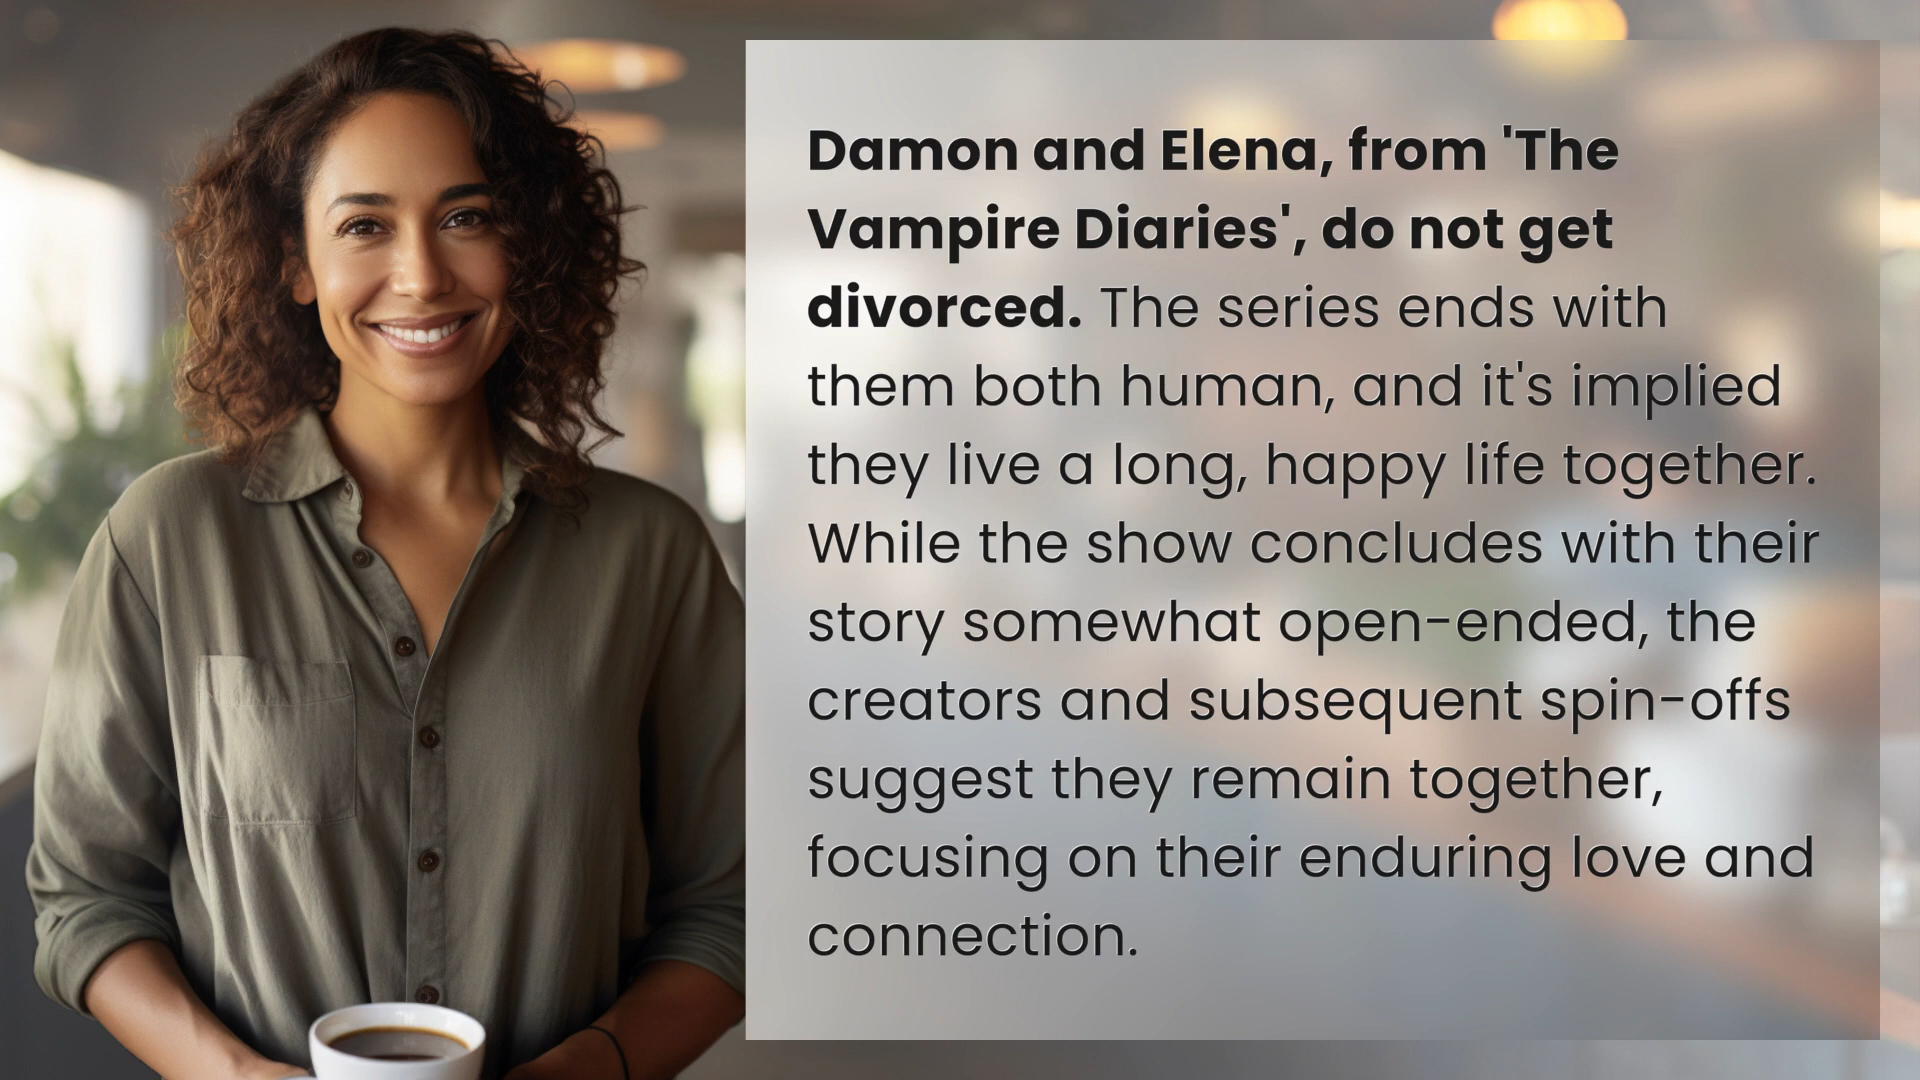 Damon and Elena, from 'The
Vampire Diaries', do not get
divorced. The series ends with
them both human, and it's implied
they live a long, happy life together.
While the show concludes with their
story somewhat open-ended, the
creators and subsequent spin-offs
suggest they remain together,
focusing on their enduring love and
connection.